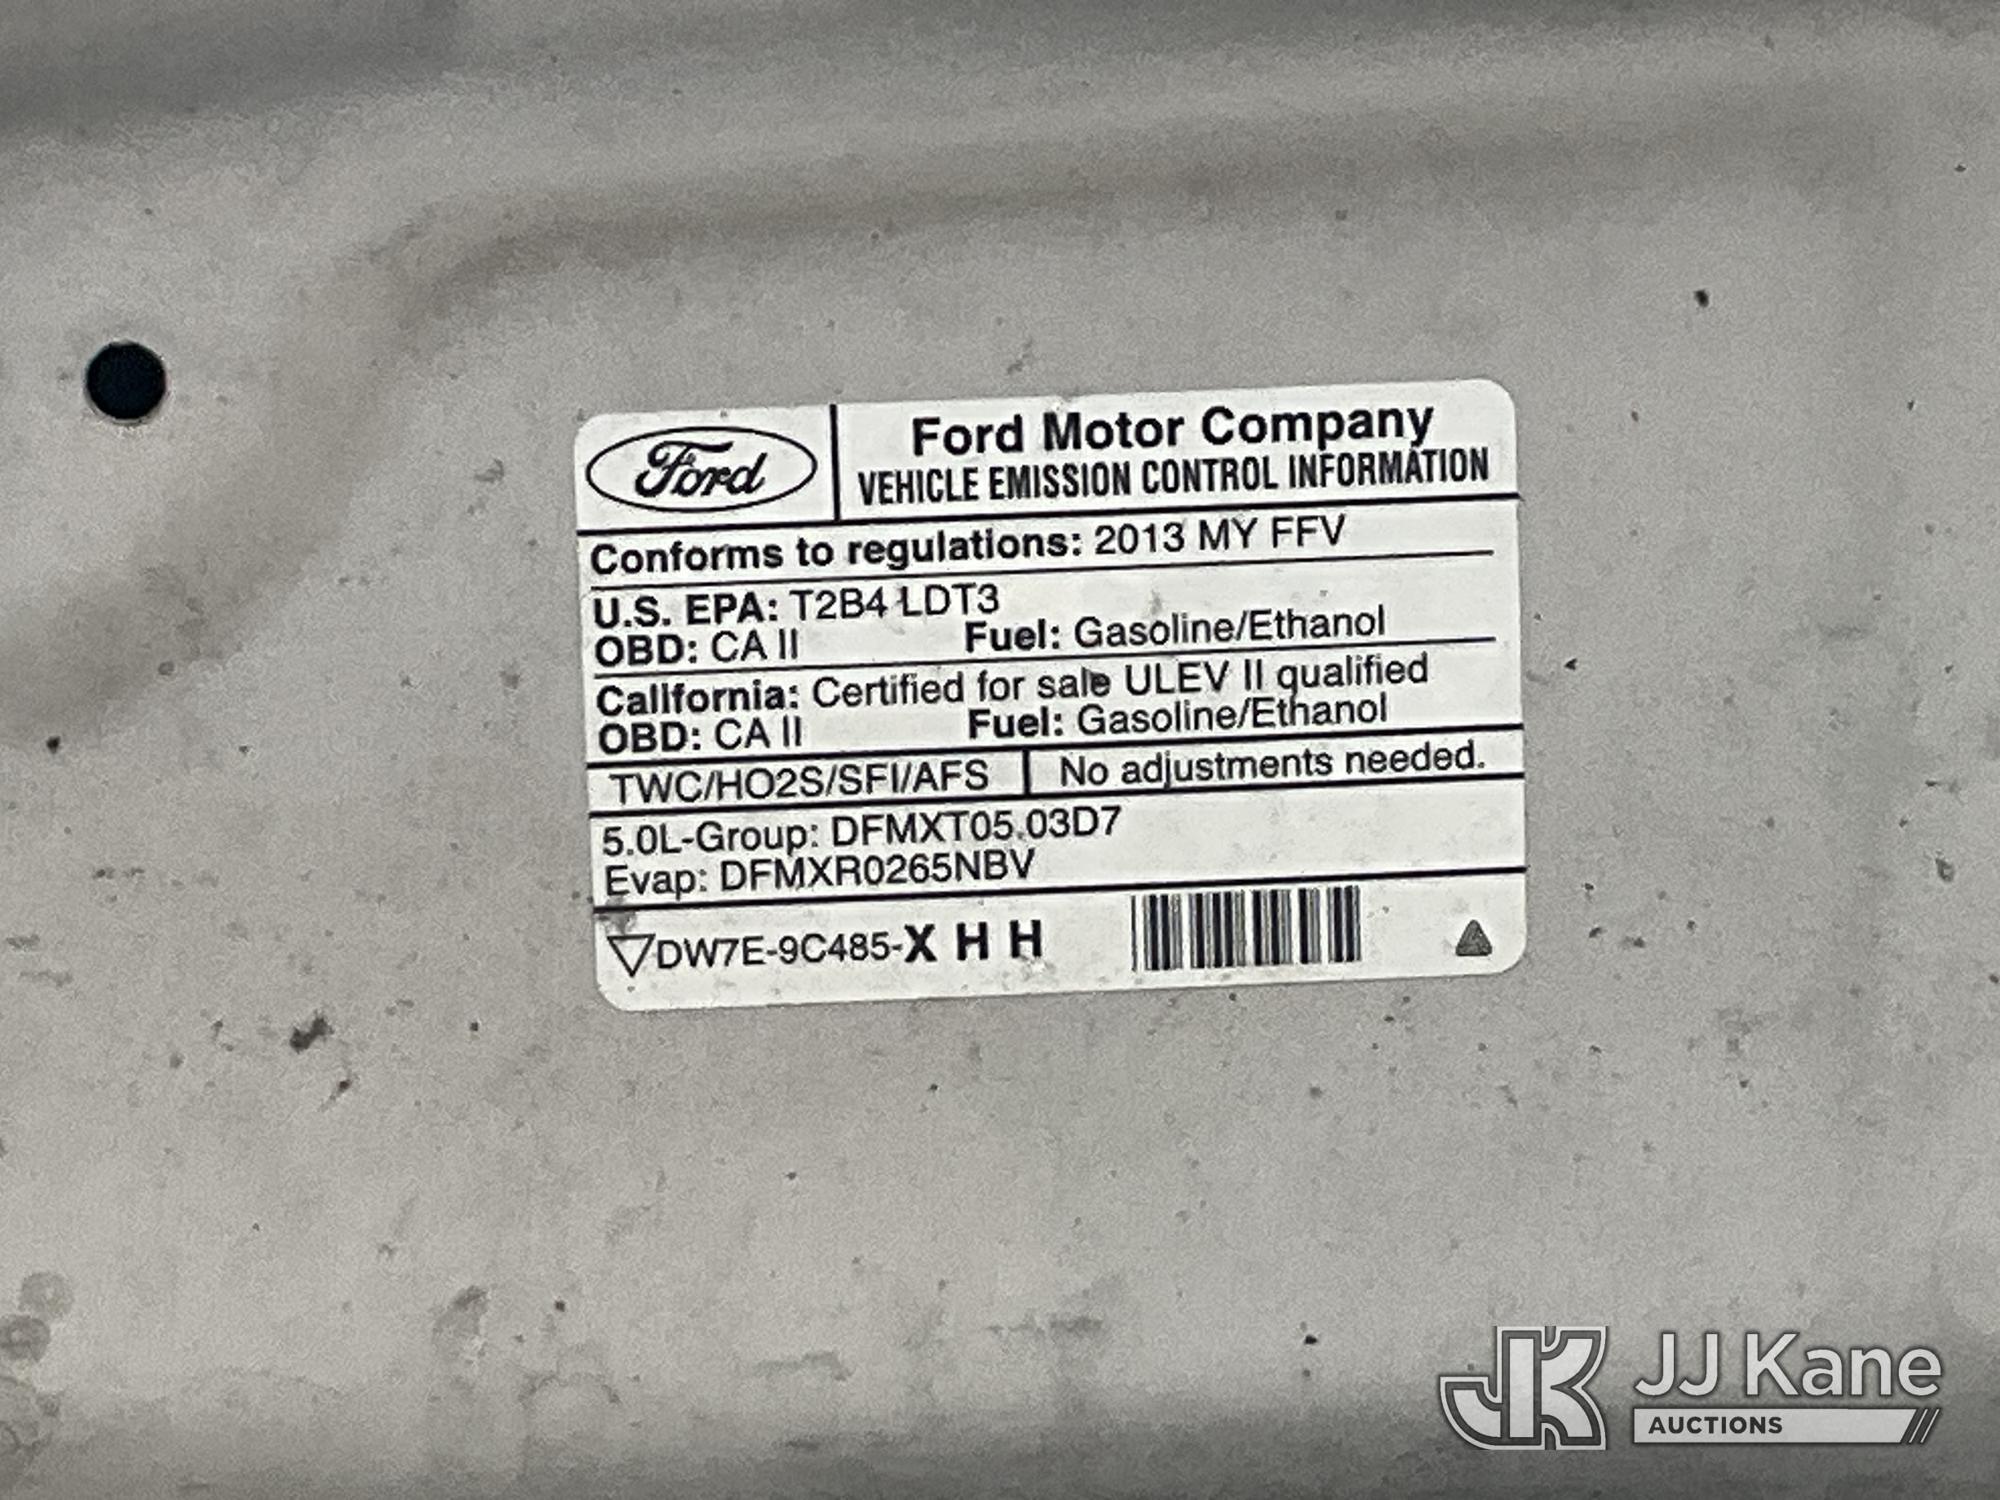 Ford
Ford Motor Company
VEHICLE EMISSION CONTROL INFORMATION
Conforms to regulations: 2013 MY FFV
U.S. EPA: T2B4 LDT3
OBD: CA II Fuel: Gasoline/Ethanol
California: Certified for sale ULEV II qualified
OBD: CA II Fuel: Gasoline/Ethanol
TWC/HO2S/SFI/AFS No adjustments needed.
5.0L-Group: DFMXT05.03D7
Evap: DFMXR0265NBV
DW7E-9C485-X H H
JK JJ Kane
AUCTIONS